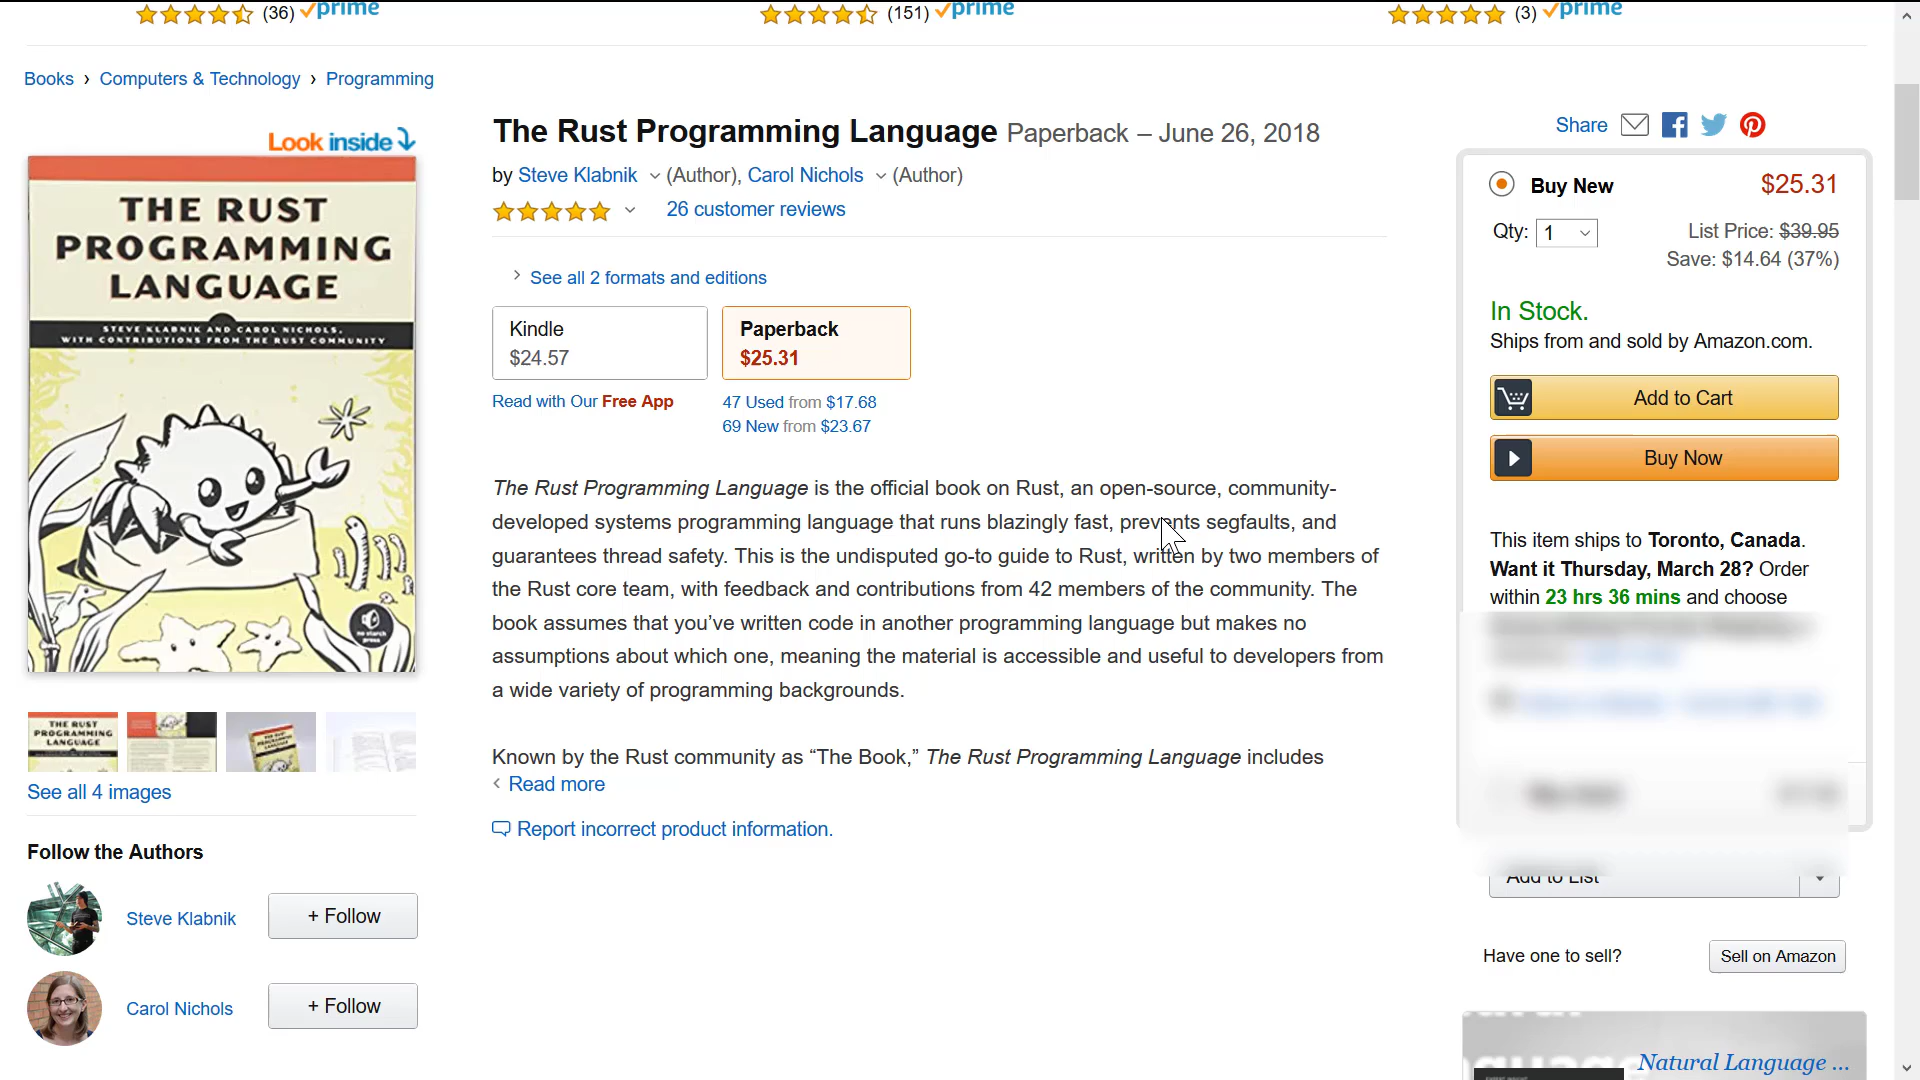 (36) prime
(151) prime
(3) prime
Books › Computers & Technology › Programming
Look inside
THE RUST
PROGRAMMING
LANGUAGE
STEVE KLABNIK AND CAROL NICHOLS,
WITH CONTRIBUTIONS FROM THE RUST COMMUNITY
no starch
press
THE RUST
PROGRAMMING
LANGUAGE
See all 4 images
Follow the Authors
Steve Klabnik
+ Follow
Carol Nichols
+ Follow
The Rust Programming Language Paperback – June 26, 2018
by Steve Klabnik (Author), Carol Nichols (Author)
26 customer reviews
See all 2 formats and editions
Kindle
$24.57
Paperback
$25.31
Read with Our Free App
47 Used from $17.68
69 New from $23.67
The Rust Programming Language is the official book on Rust, an open-source, community-
developed systems programming language that runs blazingly fast, prevents segfaults, and
guarantees thread safety. This is the undisputed go-to guide to Rust, written by two members of
the Rust core team, with feedback and contributions from 42 members of the community. The
book assumes that you’ve written code in another programming language but makes no
assumptions about which one, meaning the material is accessible and useful to developers from
a wide variety of programming backgrounds.
Known by the Rust community as “The Book,” The Rust Programming Language includes
‹ Read more
Report incorrect product information.
Share
Buy New
$25.31
Qty: 1
List Price: $39.95
Save: $14.64 (37%)
In Stock.
Ships from and sold by Amazon.com.
Add to Cart
Buy Now
This item ships to Toronto, Canada.
Want it Thursday, March 28? Order
within 23 hrs 36 mins and choose
Add to List
Have one to sell?
Sell on Amazon
Natural Language ...